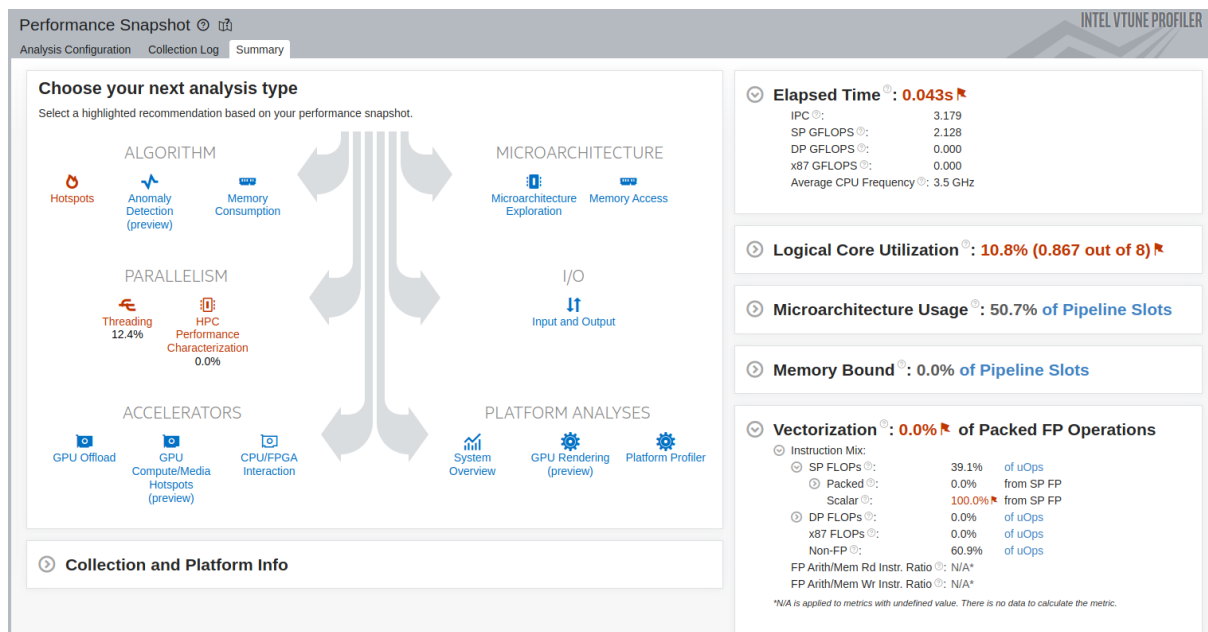 Performance Snapshot
INTEL VTUNE PROFILER
Analysis Configuration Collection Log Summary
Choose your next analysis type
Select a highlighted recommendation based on your performance snapshot.
ALGORITHM
Hotspots
Anomaly
Detection
(preview)
Memory
Consumption
MICROARCHITECTURE
Microarchitecture
Exploration
Memory Access
PARALLELISM
Threading
12.4%
HPC
Performance
Characterization
0.0%
I/O
Input and Output
ACCELERATORS
GPU Offload
GPU
Compute/Media
Hotspots
(preview)
CPU/FPGA
Interaction
PLATFORM ANALYSES
System
Overview
GPU Rendering
(preview)
Platform Profiler
Collection and Platform Info
Elapsed Time: 0.043s
IPC: 3.179
SP GFLOPS: 2.128
DP GFLOPS: 0.000
x87 GFLOPS: 0.000
Average CPU Frequency: 3.5 GHz
Logical Core Utilization: 10.8% (0.867 out of 8)
Microarchitecture Usage: 50.7% of Pipeline Slots
Memory Bound: 0.0% of Pipeline Slots
Vectorization: 0.0% of Packed FP Operations
Instruction Mix:
SP FLOPs: 39.1% of uOps
Packed: 0.0% from SP FP
Scalar: 100.0% from SP FP
DP FLOPs: 0.0% of uOps
x87 FLOPs: 0.0% of uOps
Non-FP: 60.9% of uOps
FP Arith/Mem Rd Instr. Ratio: N/A*
FP Arith/Mem Wr Instr. Ratio: N/A*
*N/A is applied to metrics with undefined value. There is no data to calculate the metric.